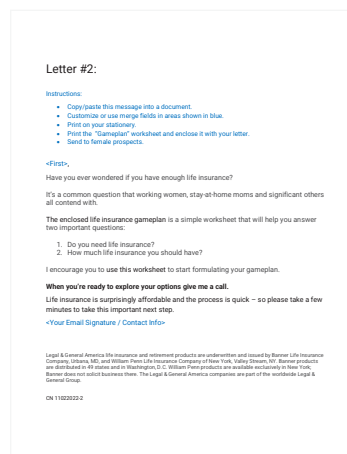 Letter #2:
Instructions:
• Copy/paste this message into a document.
• Customize or use merge fields in areas shown in blue.
• Print on your stationery.
• Print the "Gameplan" worksheet and enclose it with your letter.
• Send to female prospects.
<First>,
Have you ever wondered if you have enough life insurance?
It's a common question that working women, stay-at-home moms and significant others
all contend with.
The enclosed life insurance gameplan is a simple worksheet that will help you answer
two important questions:
1. Do you need life insurance?
2. How much life insurance you should have?
I encourage you to use this worksheet to start formulating your gameplan.
When you're ready to explore your options give me a call.
Life insurance is surprisingly affordable and the process is quick – so please take a few
minutes to take this important next step.
<Your Email Signature / Contact Info>
Legal & General America life insurance and retirement products are underwritten and issued by Banner Life Insurance
Company, Urbana, MD, and William Penn Life Insurance Company of New York, Valley Stream, NY. Banner products
are distributed in 49 states and in Washington, D.C. William Penn products are available exclusively in New York;
Banner does not solicit business there. The Legal & General America companies are part of the worldwide Legal &
General Group.
CN 11022022-2